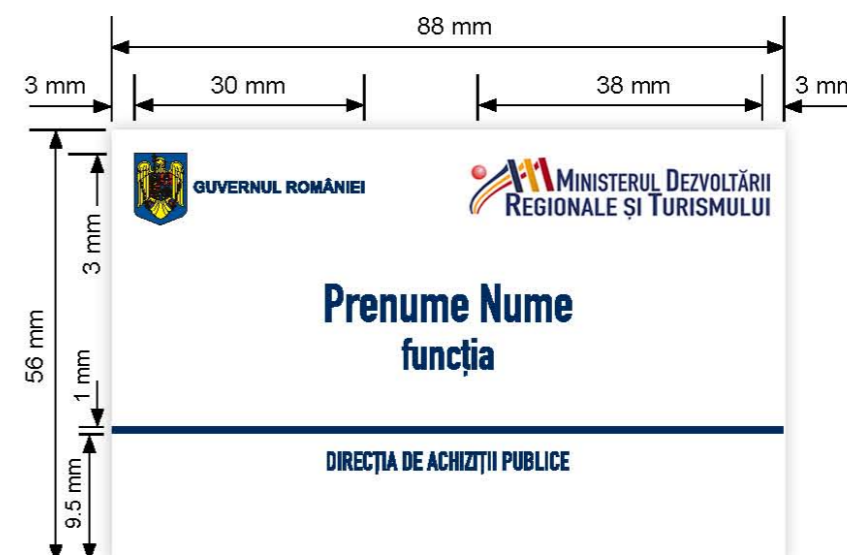 88 mm
3 mm
30 mm
38 mm
3 mm
GUVERNUL ROMÂNIEI
MINISTERUL DEZVOLTĂRII
REGIONALE ȘI TURISMULUI
3 mm
Prenume Nume
funcția
56 mm
1 mm
DIRECȚIA DE ACHIZIȚII PUBLICE
9.5 mm